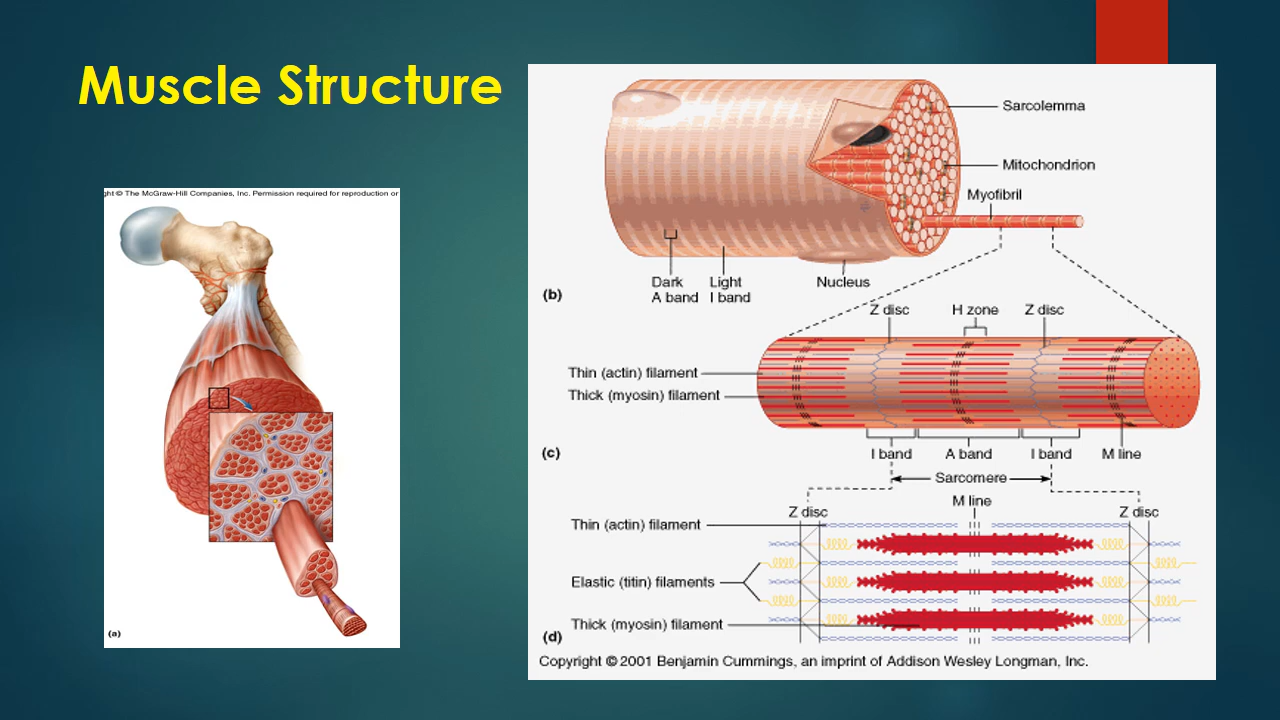 Muscle Structure
ght © The McGraw-Hill Companies, Inc. Permission required for reproduction or
(a)
Sarcolemma
Mitochondrion
Myofibril
Dark
A band
Light
I band
Nucleus
(b)
Z disc
H zone
Z disc
Thin (actin) filament
Thick (myosin) filament
(c)
I band
A band
I band
M line
Sarcomere
M line
Z disc
Z disc
Thin (actin) filament
Elastic (titin) filaments
Thick (myosin) filament
(d)
Copyright © 2001 Benjamin Cummings, an imprint of Addison Wesley Longman, Inc.